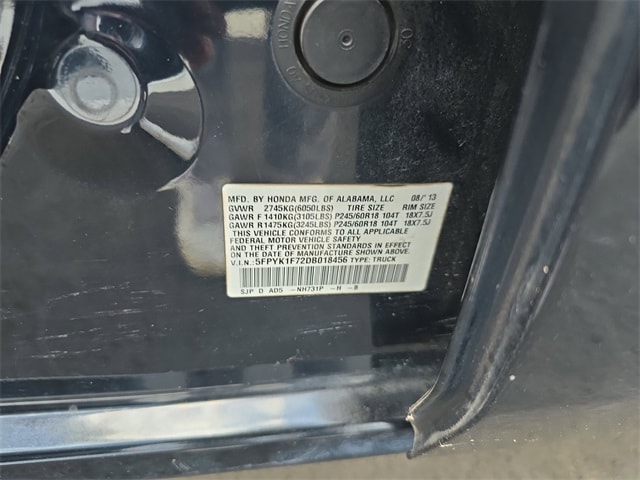 HONDA
MFD. BY HONDA MFG. OF ALABAMA, LLC 08/'13
GVWR 2745KG(6050LBS) TIRE SIZE RIM SIZE
GAWR F 1410KG(3105LBS) P245/60R18 104T 18X7.5J
GAWR R1475KG(3245LBS) P245/60R18 104T 18X7.5J
THIS VEHICLE CONFORMS TO ALL APPLICABLE
FEDERAL MOTOR VEHICLE SAFETY
AND THEFT PREVENTION STANDARDS IN EFFECT
ON THE DATE OF MANUFACTURE SHOWN ABOVE.
V.I.N.: 5FPYK1F72DB018456 TYPE: TRUCK
SJP D AD5 -NH731P -N -B